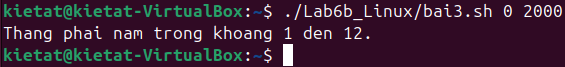 kietat@kietat-VirtualBox:~$ ./Lab6b_Linux/bai3.sh 0 2000
Thang phai nam trong khoang 1 den 12.
kietat@kietat-VirtualBox:~$